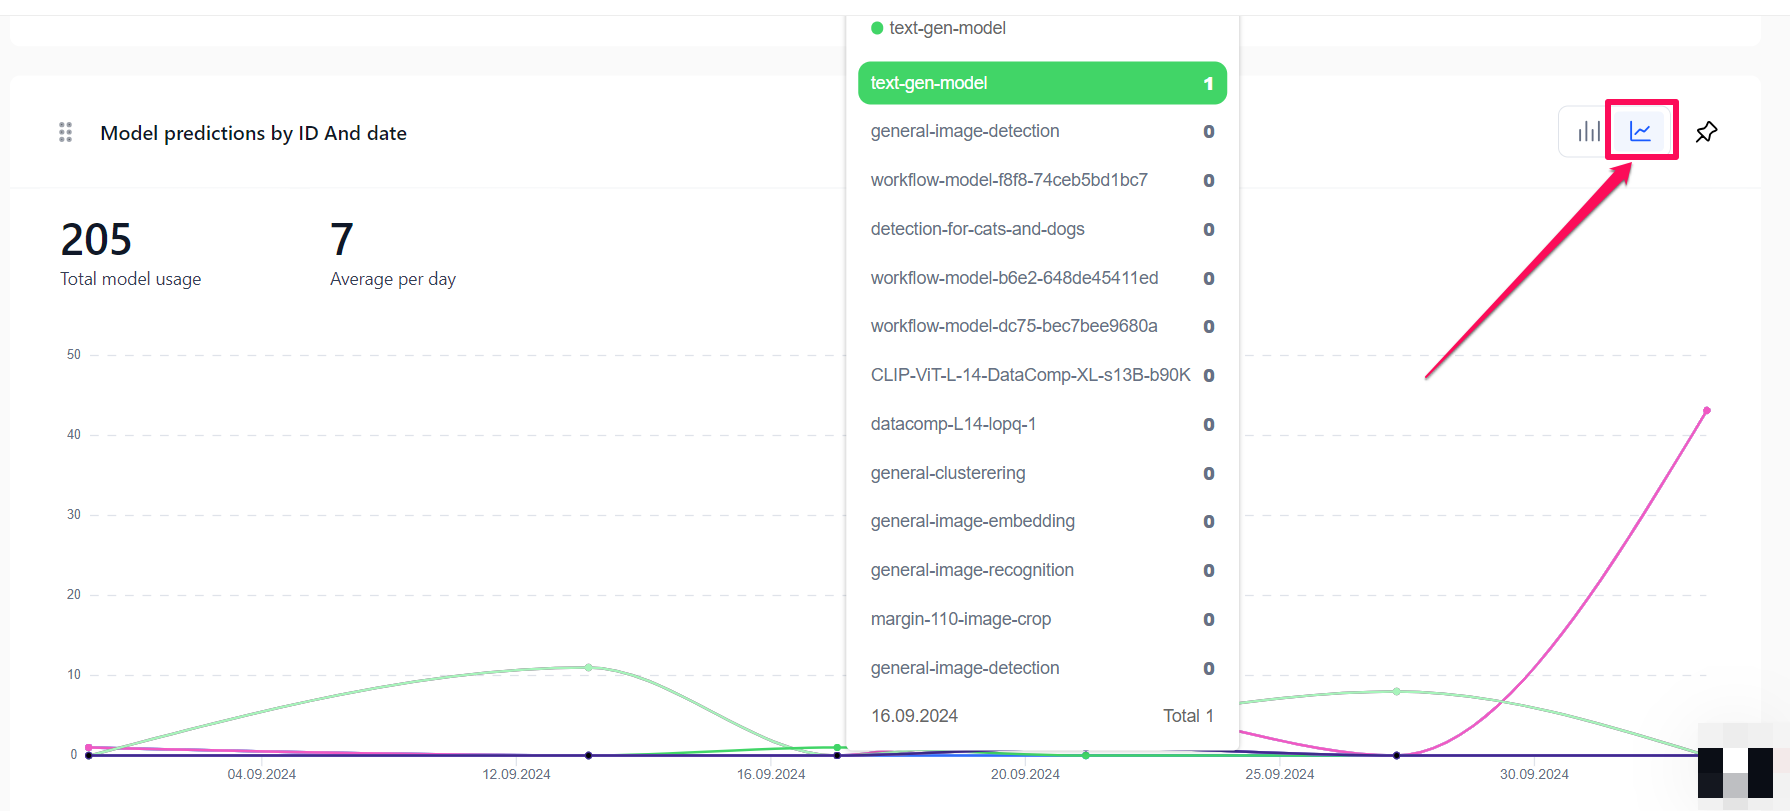 text-gen-model
text-gen-model 1
general-image-detection 0
workflow-model-f8f8-74ceb5bd1bc7 0
detection-for-cats-and-dogs 0
workflow-model-b6e2-648de45411ed 0
workflow-model-dc75-bec7bee9680a 0
CLIP-ViT-L-14-DataComp-XL-s13B-b90K 0
datacomp-L14-lopq-1 0
general-clusterering 0
general-image-embedding 0
general-image-recognition 0
margin-110-image-crop 0
general-image-detection 0
16.09.2024 Total 1
Model predictions by ID And date
205
Total model usage
7
Average per day
50
40
30
20
10
0
04.09.2024 12.09.2024 16.09.2024 20.09.2024 25.09.2024 30.09.2024